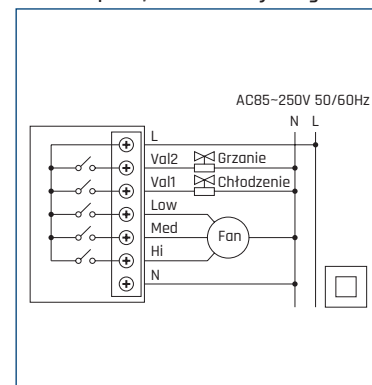 AC85~250V 50/60Hz
N L
L
Val2 Grzanie
Val1 Chłodzenie
Low
Med
Fan
Hi
N